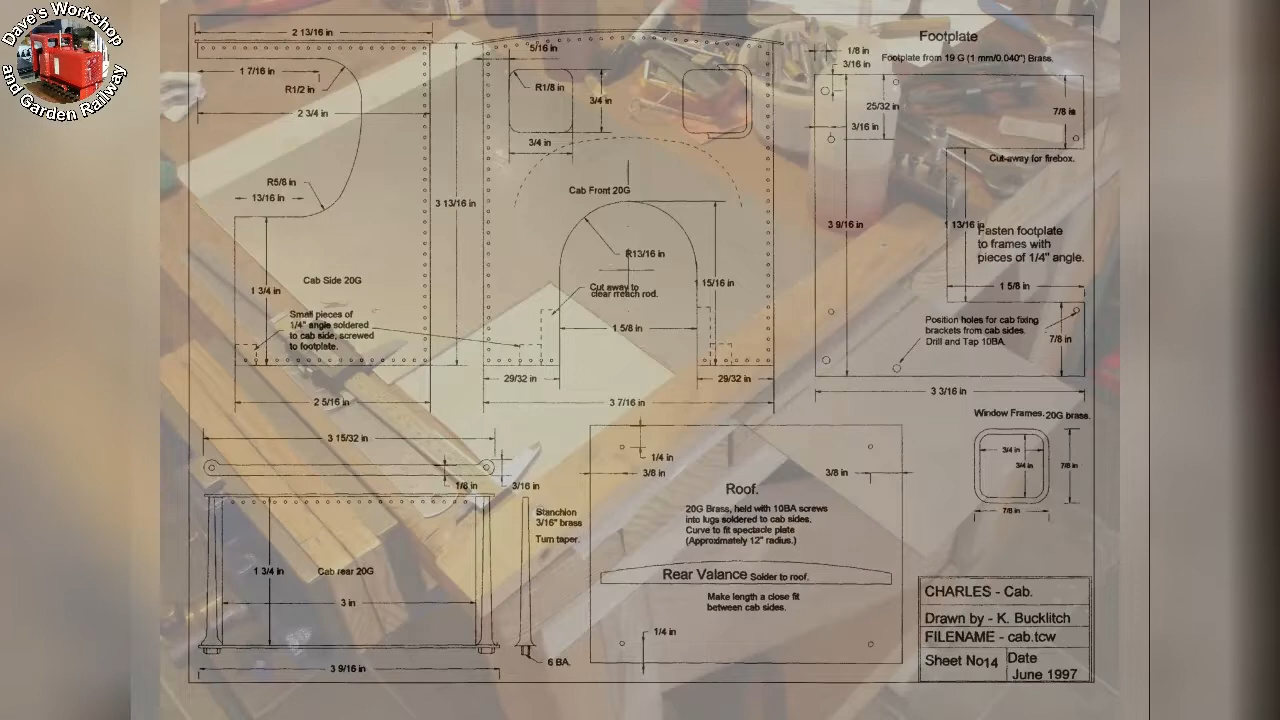 Dave's Workshop
and Garden Railway
2 13/16 in
1 7/16 in
R1/2 in
2 3/4 in
R5/8 in
13/16 in
3 13/16 in
Cab Side 20G
1 3/4 in
Small pieces of
1/4" angle soldered
to cab side, screwed
to footplate.
2 5/16 in
5/16 in
R1/8 in
3/4 in
3/4 in
Cab Front 20G
R13/16 in
Cut away to
clear rreach rod.
1 15/16 in
1 5/8 in
29/32 in
29/32 in
3 7/16 in
Footplate
Footplate from 19 G (1 mm/0.040") Brass.
1/8 in
3/16 in
25/32 in
3/16 in
7/8 in
Cut-away for firebox.
3 9/16 in
1 13/16 in
Fasten footplate
to frames with
pieces of 1/4" angle.
1 5/8 in
Position holes for cab fixing
brackets from cab sides.
Drill and Tap 10BA.
7/8 in
3 3/16 in
Window Frames. 20G brass.
3/4 in
3/4 in
7/8 in
7/8 in
3 15/32 in
1/8 in
3/16 in
Stanchion
3/16" brass
Turn taper.
1 3/4 in
Cab rear 20G
3 in
6 BA.
3 9/16 in
1/4 in
3/8 in
3/8 in
Roof.
20G Brass, held with 10BA screws
into lugs soldered to cab sides.
Curve to fit spectacle plate
(Approximately 12" radius.)
Rear Valance Solder to roof.
Make length a close fit
between cab sides.
1/4 in
CHARLES - Cab.
Drawn by - K. Bucklitch
FILENAME - cab.tcw
Sheet No14
Date
June 1997